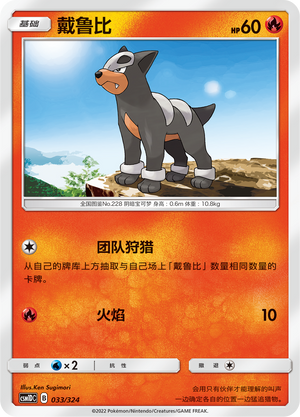 基础 戴鲁比 HP60
全国图鉴No.228 阴暗宝可梦 身高：0.6m 体重：10.8kg
团队狩猎
从自己的牌库上方抽取与自己场上「戴鲁比」数量相同数量的
卡牌。
火焰 10
弱点 ×2 抗性 撤退
Illus.Ken Sugimori
CSM1DC B 033/324
只有伙伴才能理解的叫声
一边确定各自的位置一边猛追猎物。
©2022 Pokémon/Nintendo/Creatures/GAME FREAK.